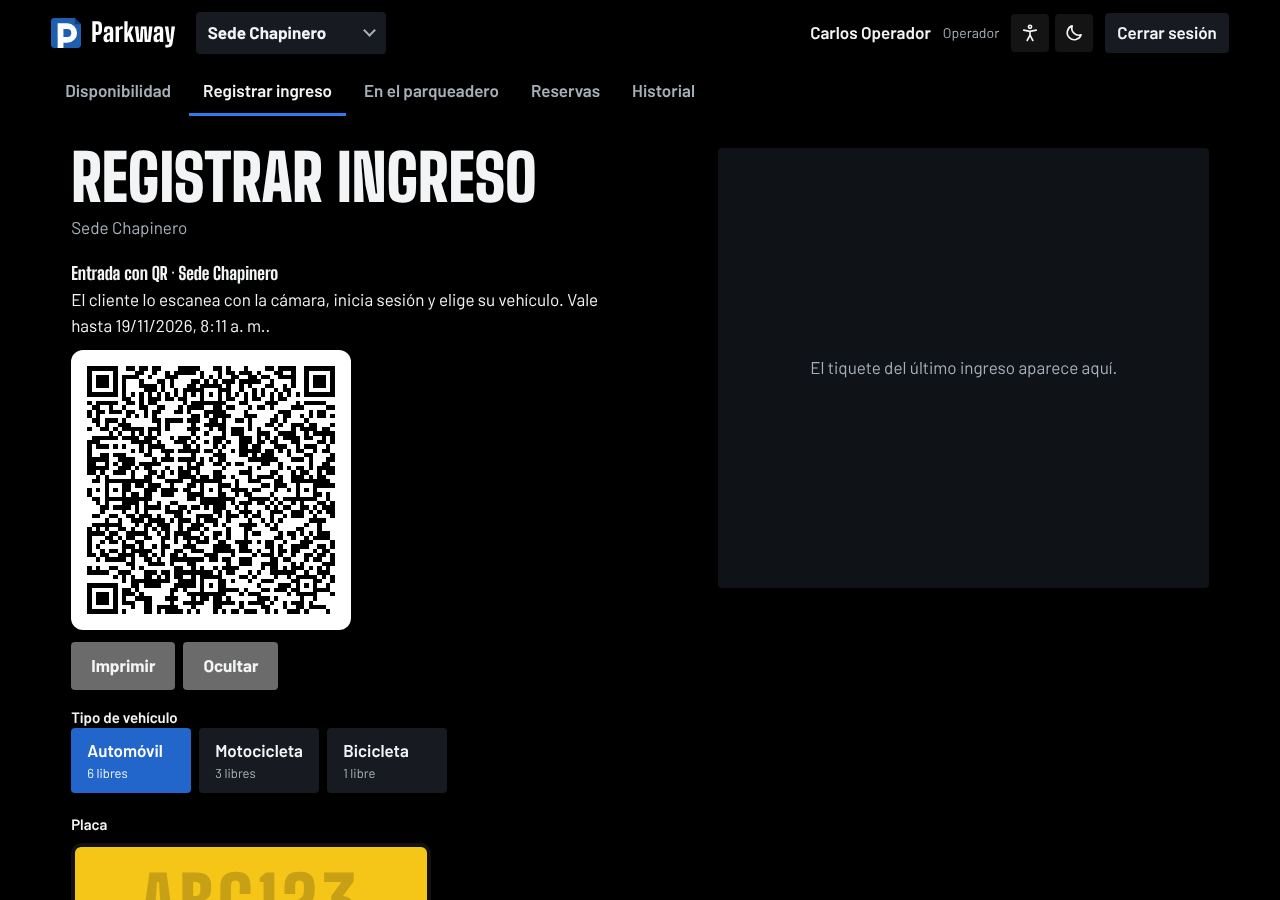 Parkway
Sede Chapinero
Carlos Operador
Operador
Cerrar sesión
Disponibilidad
Registrar ingreso
En el parqueadero
Reservas
Historial
REGISTRAR INGRESO
Sede Chapinero
Entrada con QR · Sede Chapinero
El cliente lo escanea con la cámara, inicia sesión y elige su vehículo. Vale
hasta 19/11/2026, 8:11 a. m..
El tiquete del último ingreso aparece aquí.
Imprimir
Ocultar
Tipo de vehículo
Automóvil
6 libres
Motocicleta
3 libres
Bicicleta
1 libre
Placa
ABC123